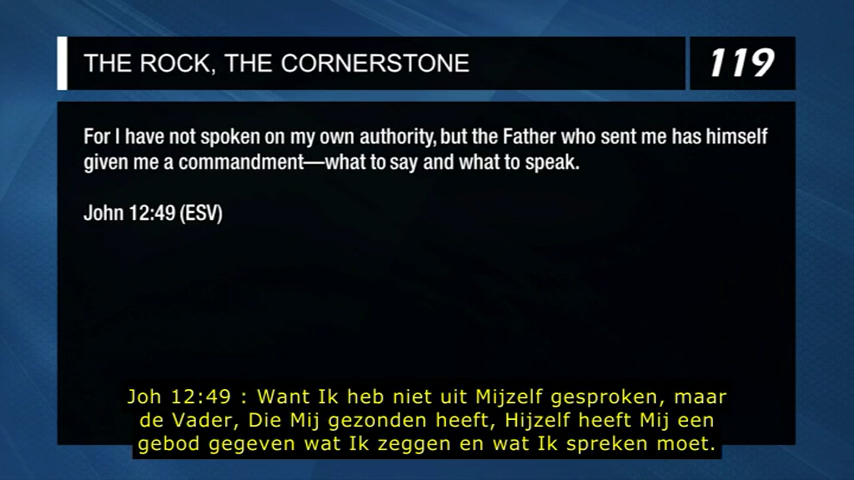 THE ROCK, THE CORNERSTONE
119
For I have not spoken on my own authority, but the Father who sent me has himself
given me a commandment—what to say and what to speak.
John 12:49 (ESV)
Joh 12:49 : Want Ik heb niet uit Mijzelf gesproken, maar
de Vader, Die Mij gezonden heeft, Hijzelf heeft Mij een
gebod gegeven wat Ik zeggen en wat Ik spreken moet.